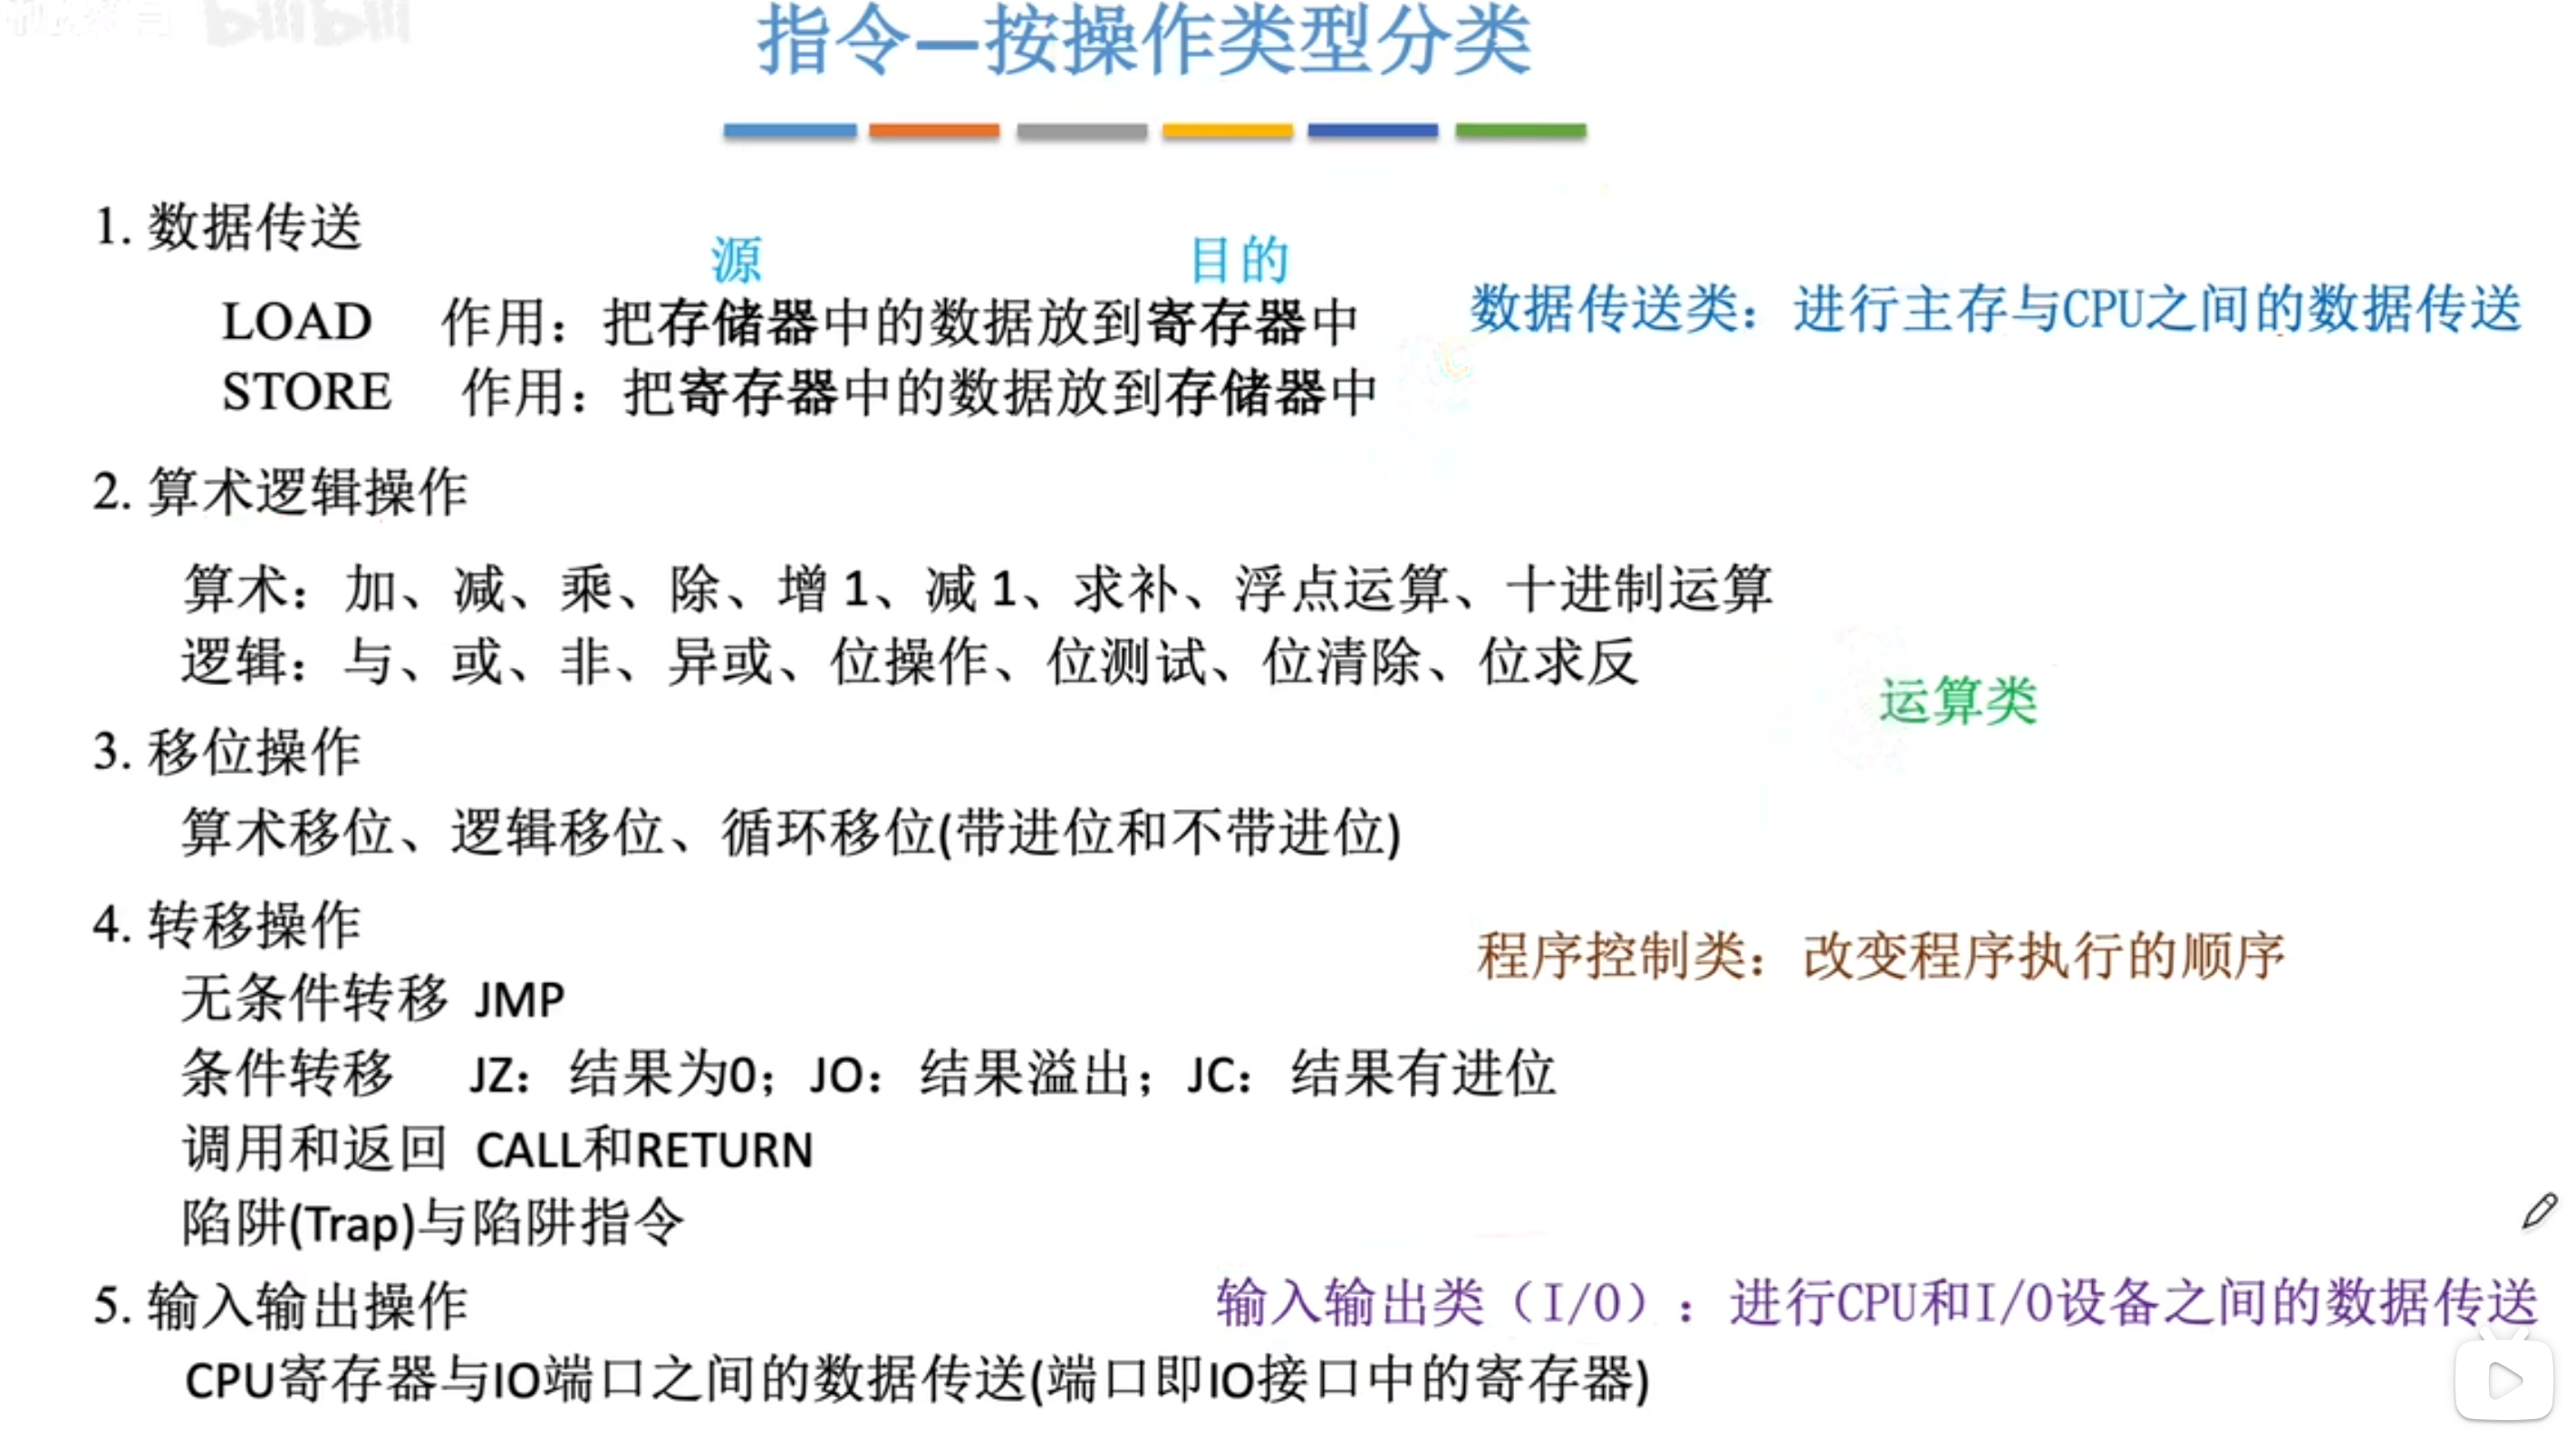 bilibili
指令—按操作类型分类
1. 数据传送
源 目的
LOAD 作用：把存储器中的数据放到寄存器中
数据传送类：进行主存与CPU之间的数据传送
STORE 作用：把寄存器中的数据放到存储器中
2. 算术逻辑操作
算术：加、减、乘、除、增 1、减 1、求补、浮点运算、十进制运算
逻辑：与、或、非、异或、位操作、位测试、位清除、位求反
运算类
3. 移位操作
算术移位、逻辑移位、循环移位(带进位和不带进位)
4. 转移操作
程序控制类：改变程序执行的顺序
无条件转移 JMP
条件转移 JZ：结果为0；JO：结果溢出；JC：结果有进位
调用和返回 CALL和RETURN
陷阱(Trap)与陷阱指令
5. 输入输出操作
输入输出类（I/O）：进行CPU和I/O设备之间的数据传送
CPU寄存器与IO端口之间的数据传送(端口即IO接口中的寄存器)